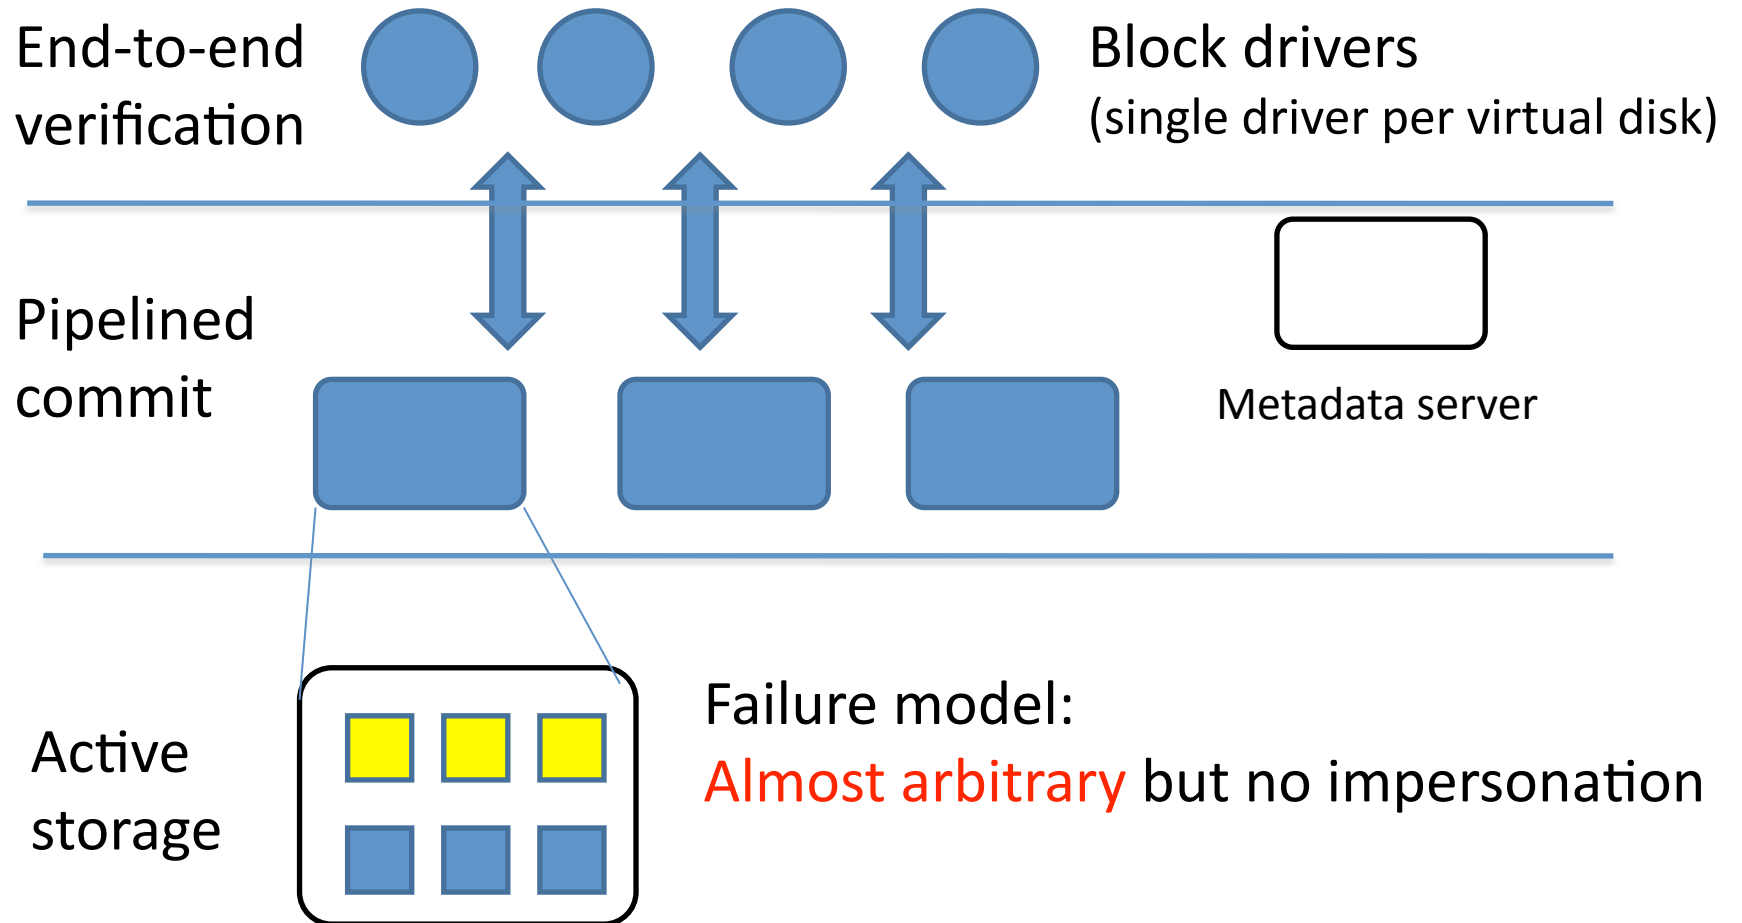 End-to-end
verification
Block drivers
(single driver per virtual disk)
Pipelined
commit
Metadata server
Active
storage
Failure model:
Almost arbitrary but no impersonation